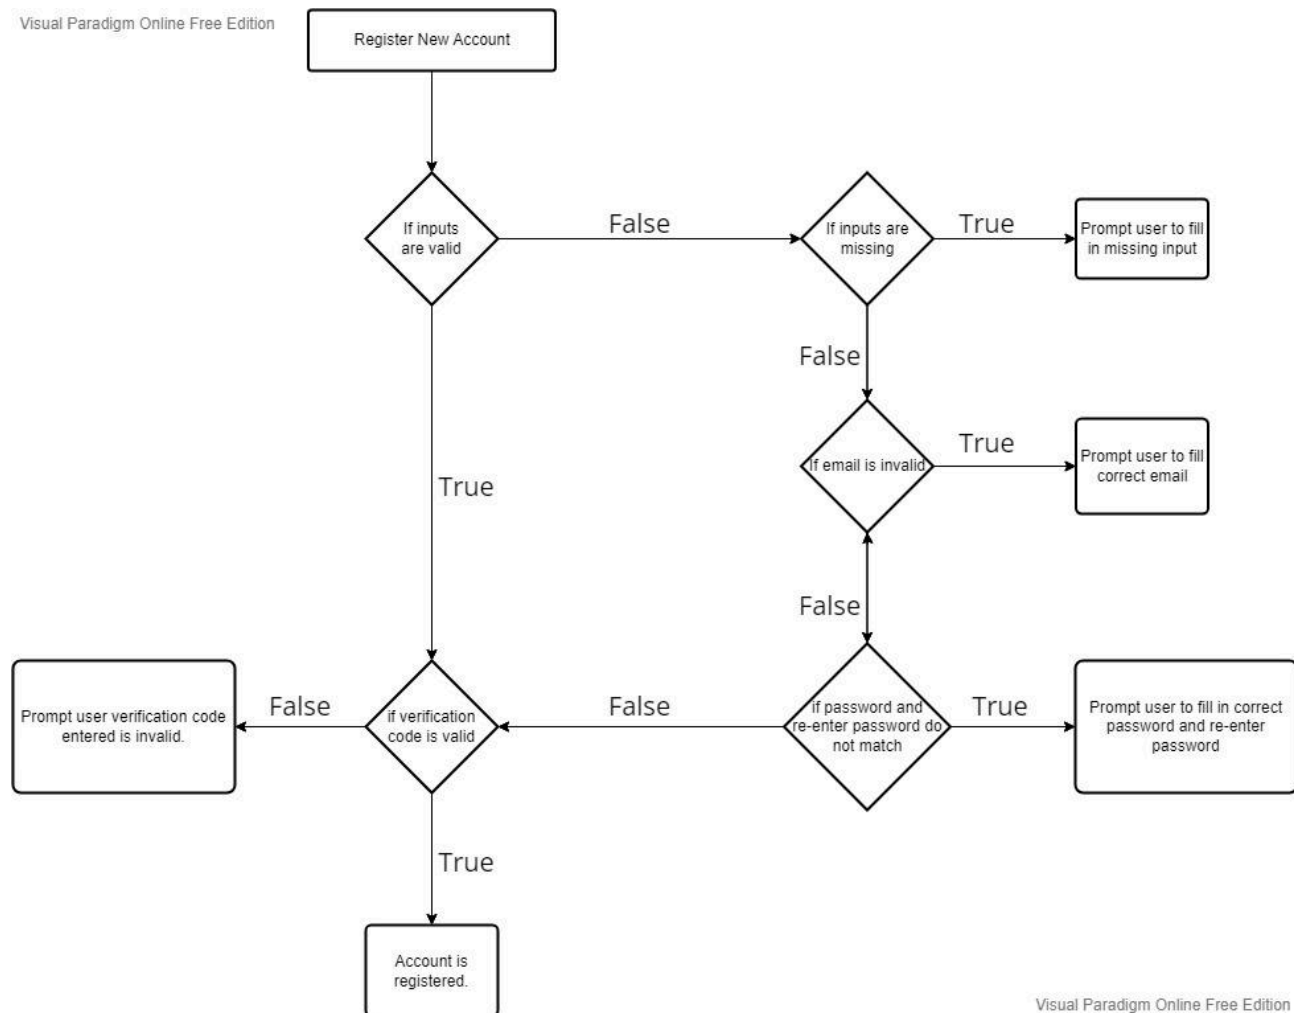 Visual Paradigm Online Free Edition
Register New Account
If inputs
are valid
False
If inputs are
missing
True
Prompt user to fill
in missing input
False
If email is invalid
True
Prompt user to fill
correct email
True
False
Prompt user verification code
entered is invalid.
False
if verification
code is valid
False
if password and
re-enter password do
not match
True
Prompt user to fill in correct
password and re-enter
password
True
Account is
registered.
Visual Paradigm Online Free Edition